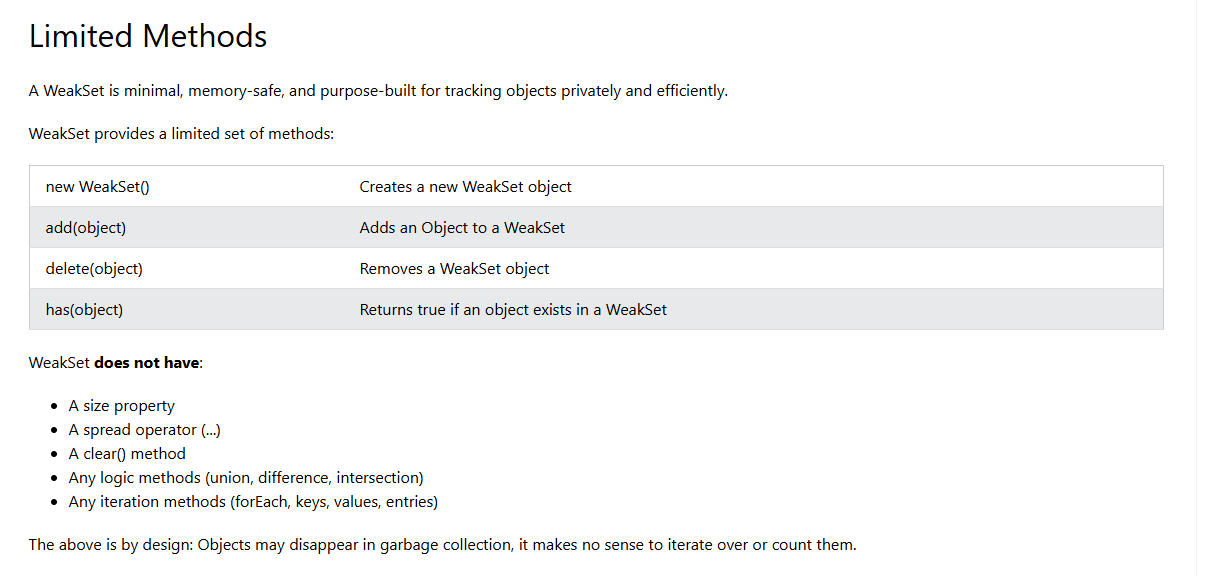 Limited Methods
A WeakSet is minimal, memory-safe, and purpose-built for tracking objects privately and efficiently.
WeakSet provides a limited set of methods:
new WeakSet() Creates a new WeakSet object
add(object) Adds an Object to a WeakSet
delete(object) Removes a WeakSet object
has(object) Returns true if an object exists in a WeakSet
WeakSet does not have:
• A size property
• A spread operator (...)
• A clear() method
• Any logic methods (union, difference, intersection)
• Any iteration methods (forEach, keys, values, entries)
The above is by design: Objects may disappear in garbage collection, it makes no sense to iterate over or count them.